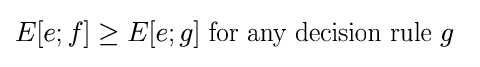 E[e; f] ≥ E[e; g] for any decision rule g